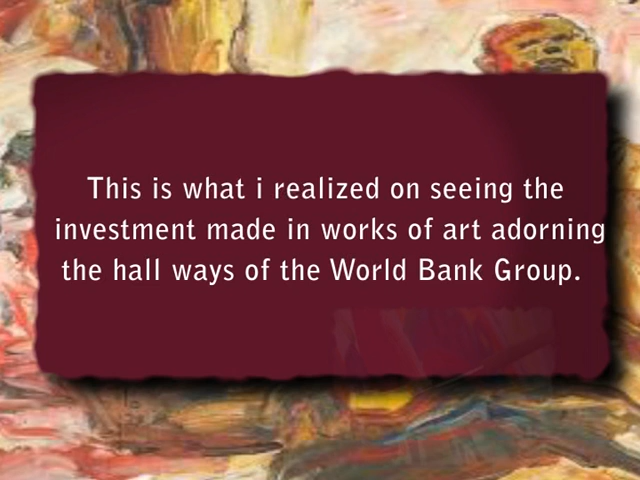 This is what i realized on seeing the
investment made in works of art adorning
the hall ways of the World Bank Group.